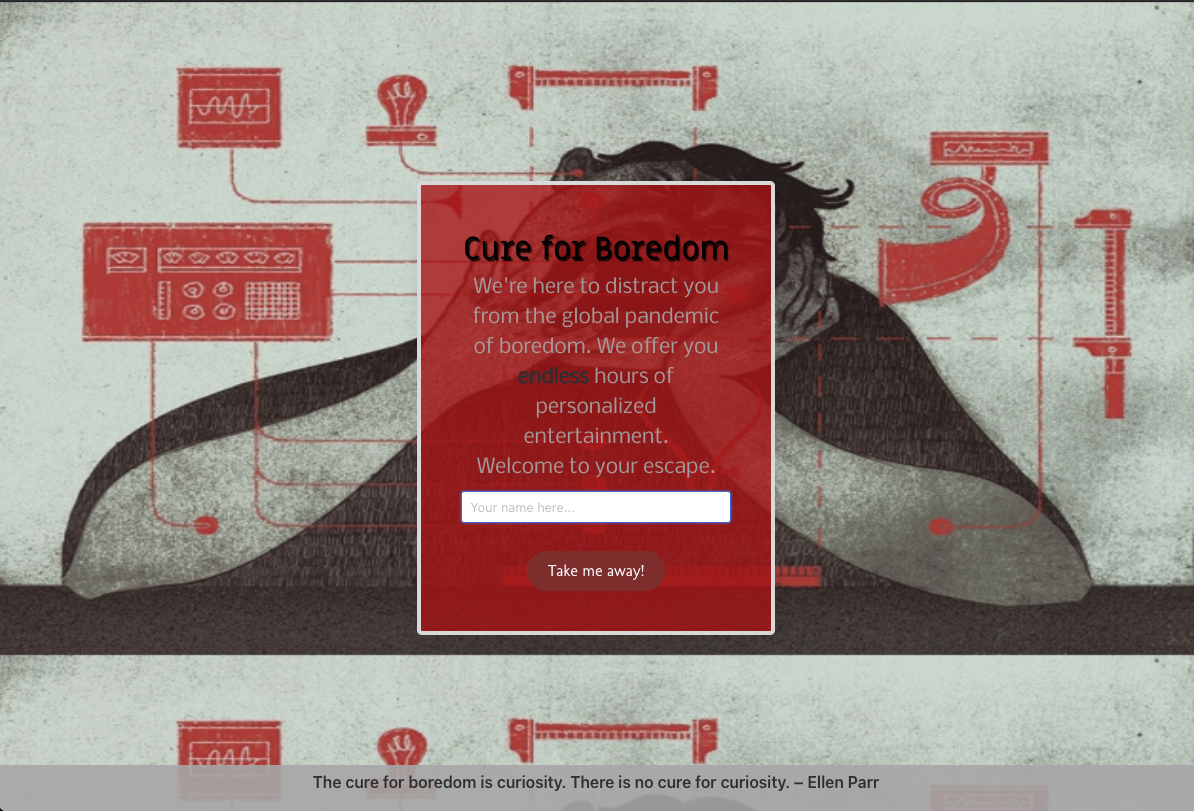 Cure for Boredom
We're here to distract you
from the global pandemic
of boredom. We offer you
endless hours of
personalized
entertainment.
Welcome to your escape.
Your name here...
Take me away!
The cure for boredom is curiosity. There is no cure for curiosity. – Ellen Parr